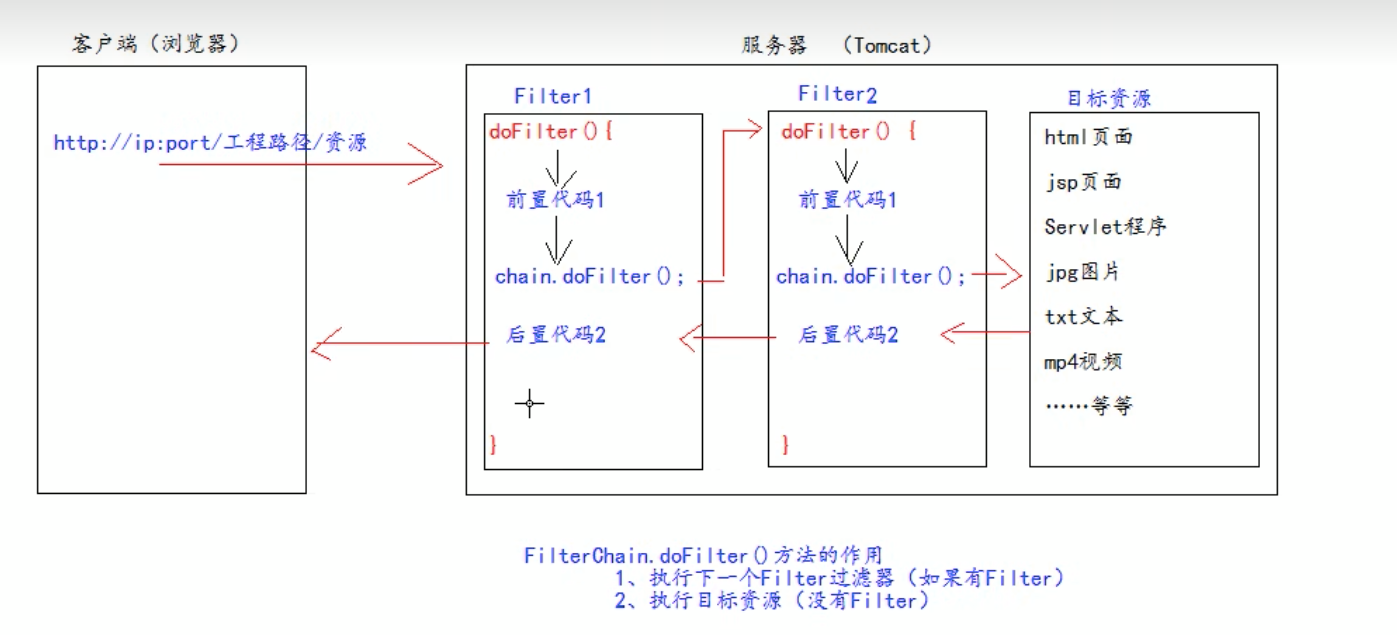 客户端（浏览器）
服务器 （Tomcat）
http://ip:port/工程路径/资源
Filter1
doFilter(){
前置代码1
chain.doFilter();
后置代码2
}
Filter2
doFilter() {
前置代码1
chain.doFilter();
后置代码2
}
目标资源
html页面
jsp页面
Servlet程序
jpg图片
txt文本
mp4视频
……等等
FilterChain.doFilter()方法的作用
1、执行下一个Filter过滤器（如果有Filter）
2、执行目标资源（没有Filter）